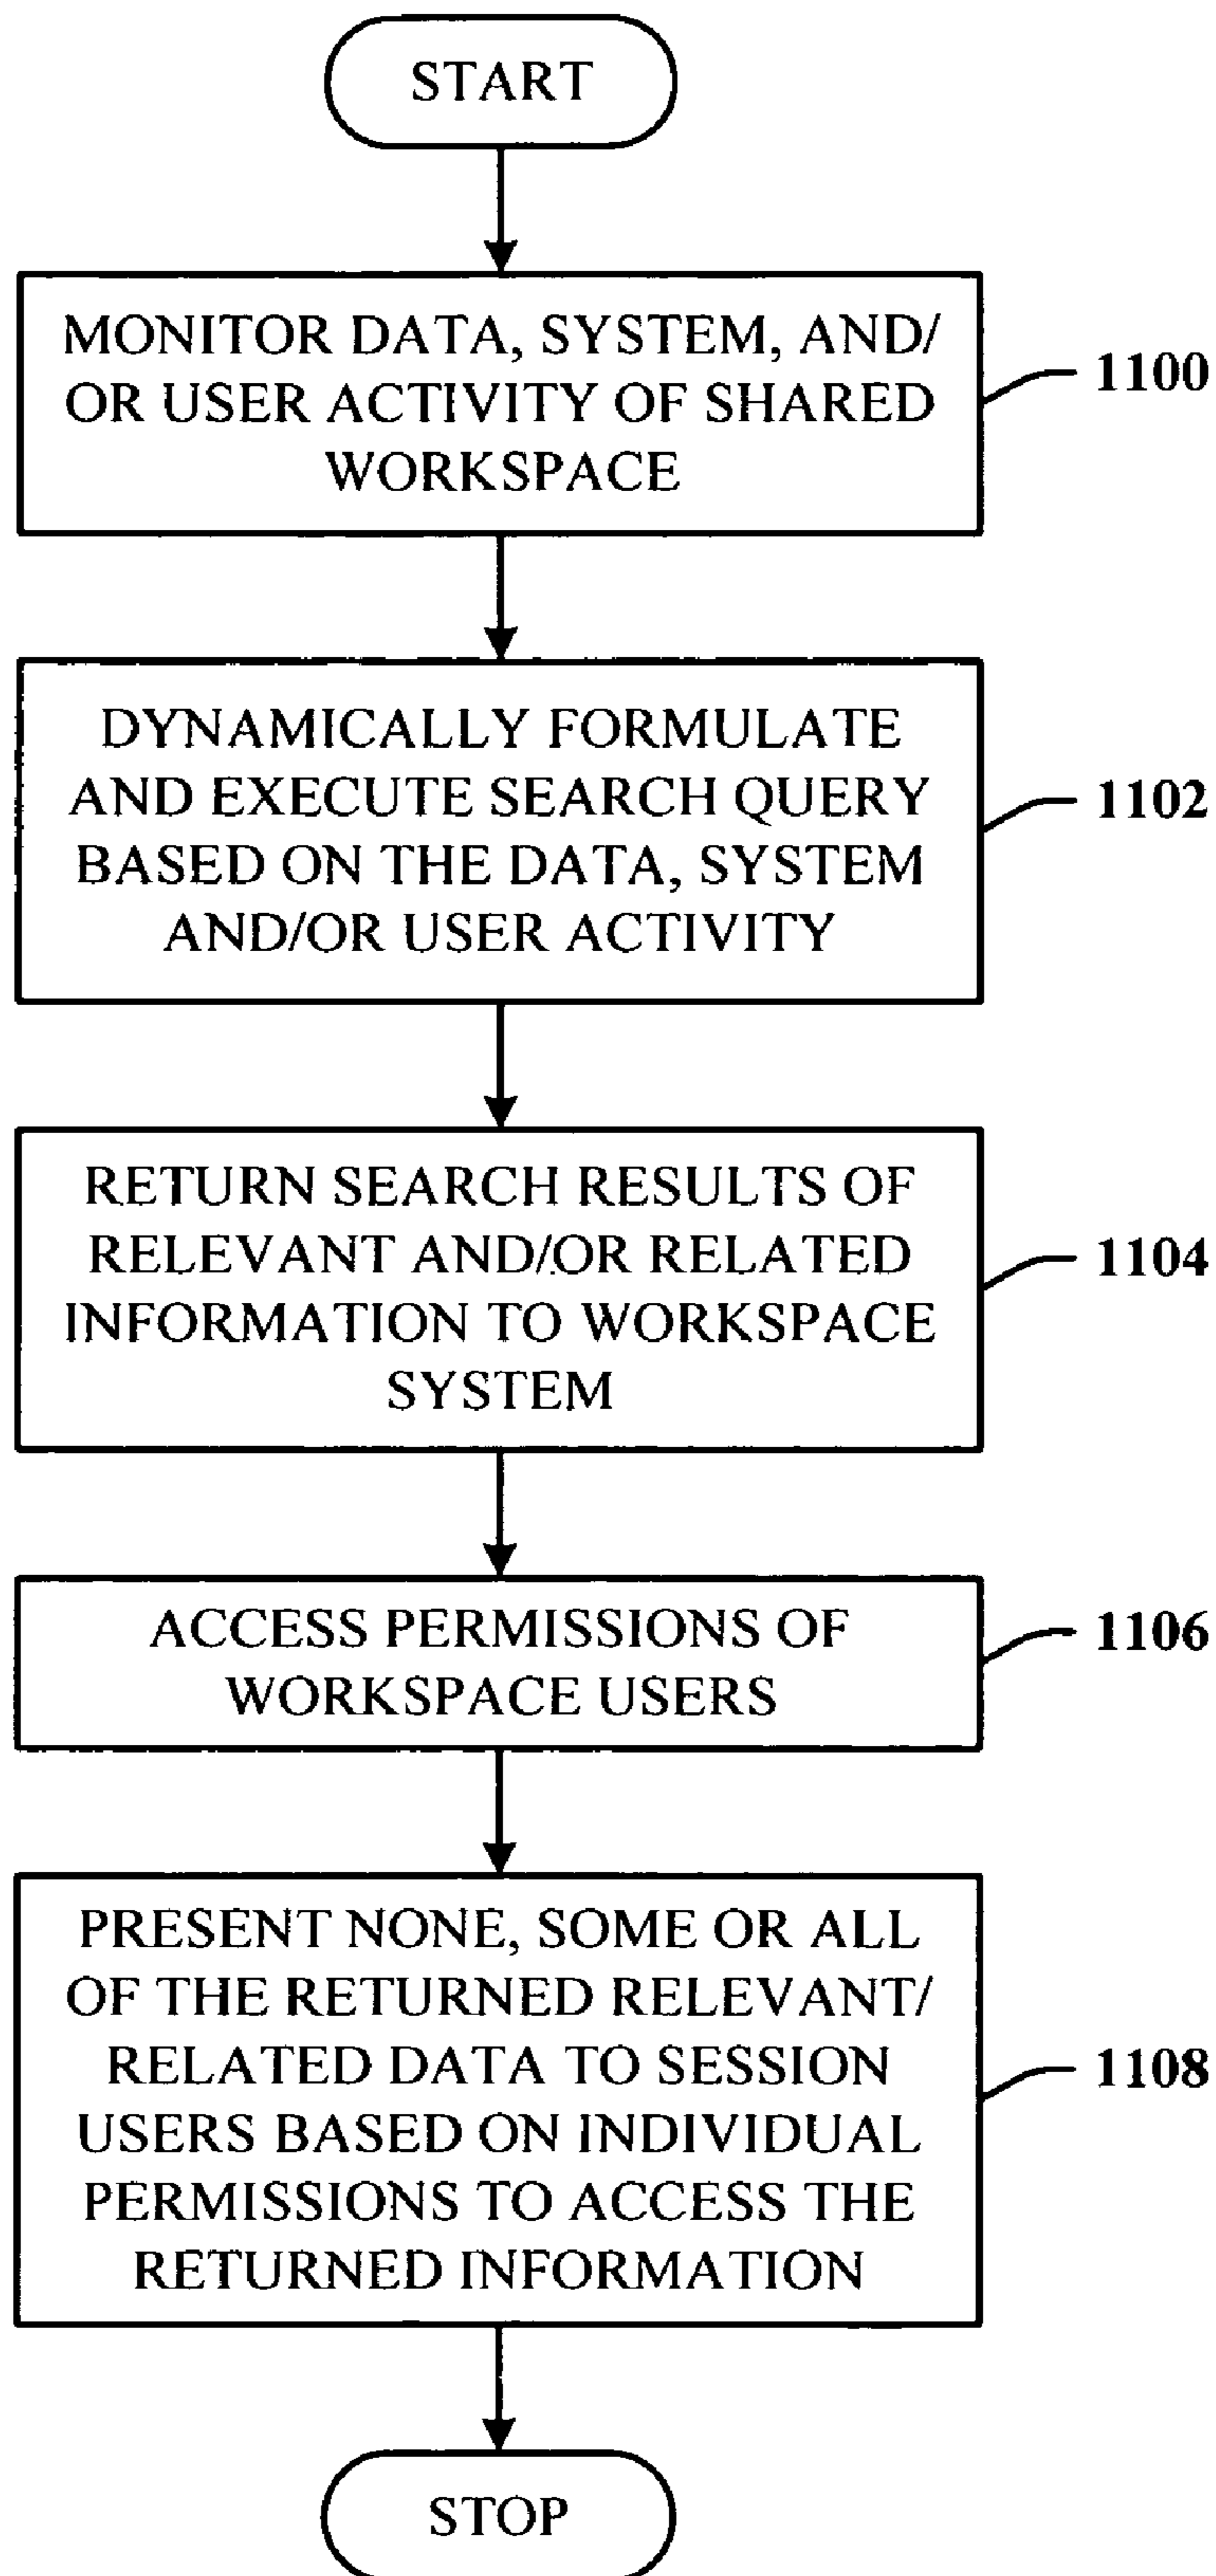 START
MONITOR DATA, SYSTEM, AND/
OR USER ACTIVITY OF SHARED
WORKSPACE
1100
DYNAMICALLY FORMULATE
AND EXECUTE SEARCH QUERY
BASED ON THE DATA, SYSTEM
AND/OR USER ACTIVITY
1102
RETURN SEARCH RESULTS OF
RELEVANT AND/OR RELATED
INFORMATION TO WORKSPACE
SYSTEM
1104
ACCESS PERMISSIONS OF
WORKSPACE USERS
1106
PRESENT NONE, SOME OR ALL
OF THE RETURNED RELEVANT/
RELATED DATA TO SESSION
USERS BASED ON INDIVIDUAL
PERMISSIONS TO ACCESS THE
RETURNED INFORMATION
1108
STOP